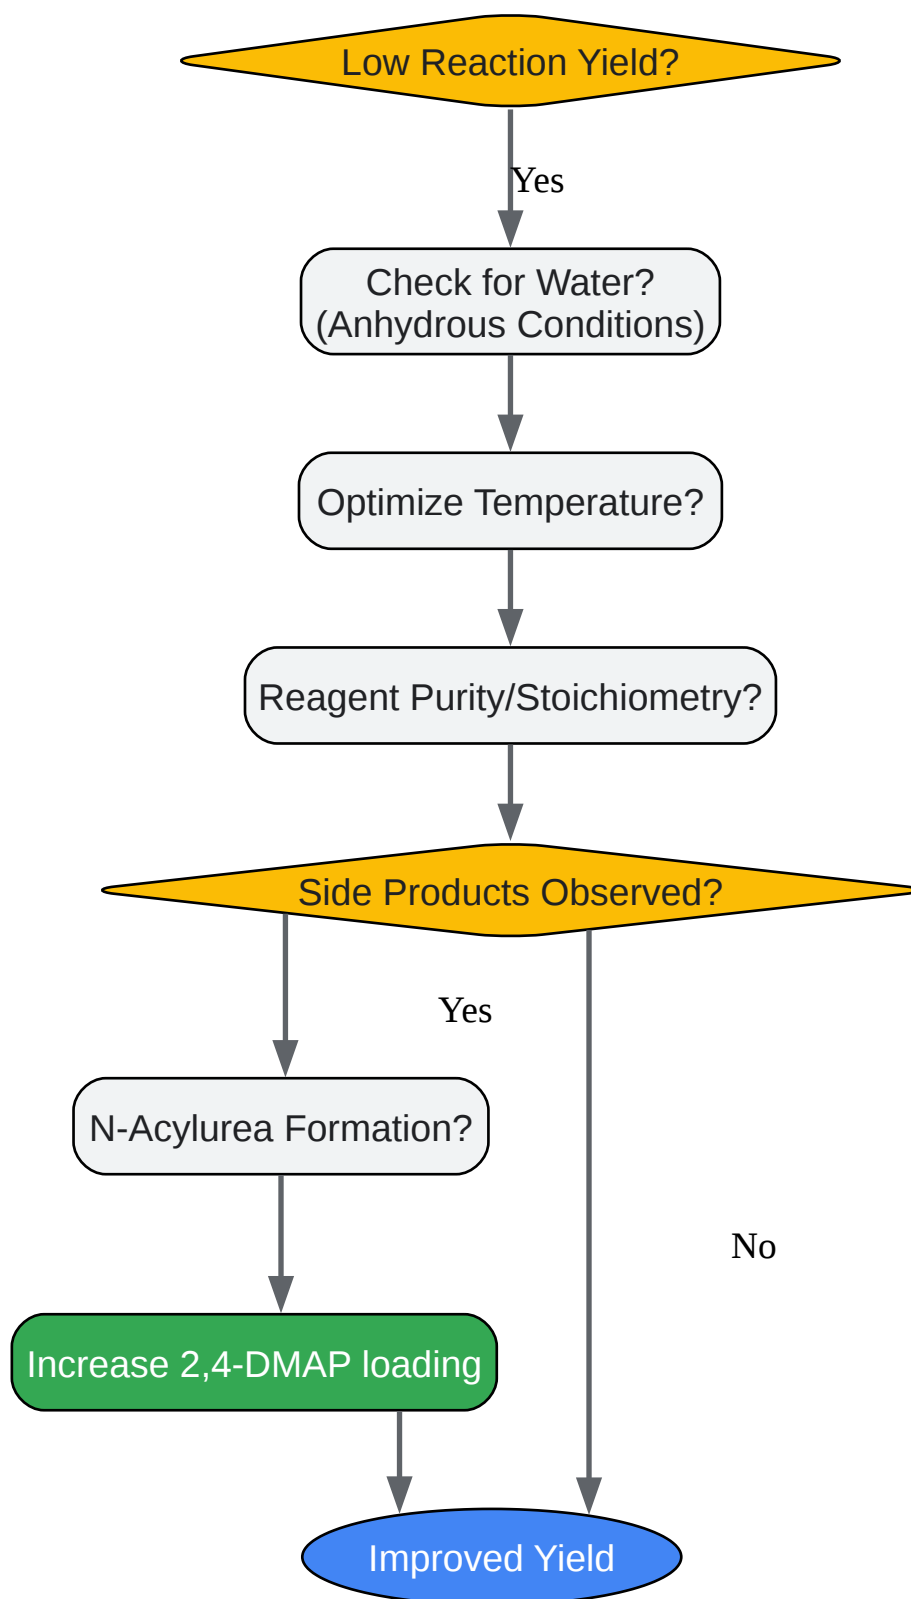 Low Reaction Yield?
Yes
Check for Water?
(Anhydrous Conditions)
Optimize Temperature?
Reagent Purity/Stoichiometry?
Side Products Observed?
Yes
N-Acylurea Formation?
No
Increase 2,4-DMAP loading
Improved Yield